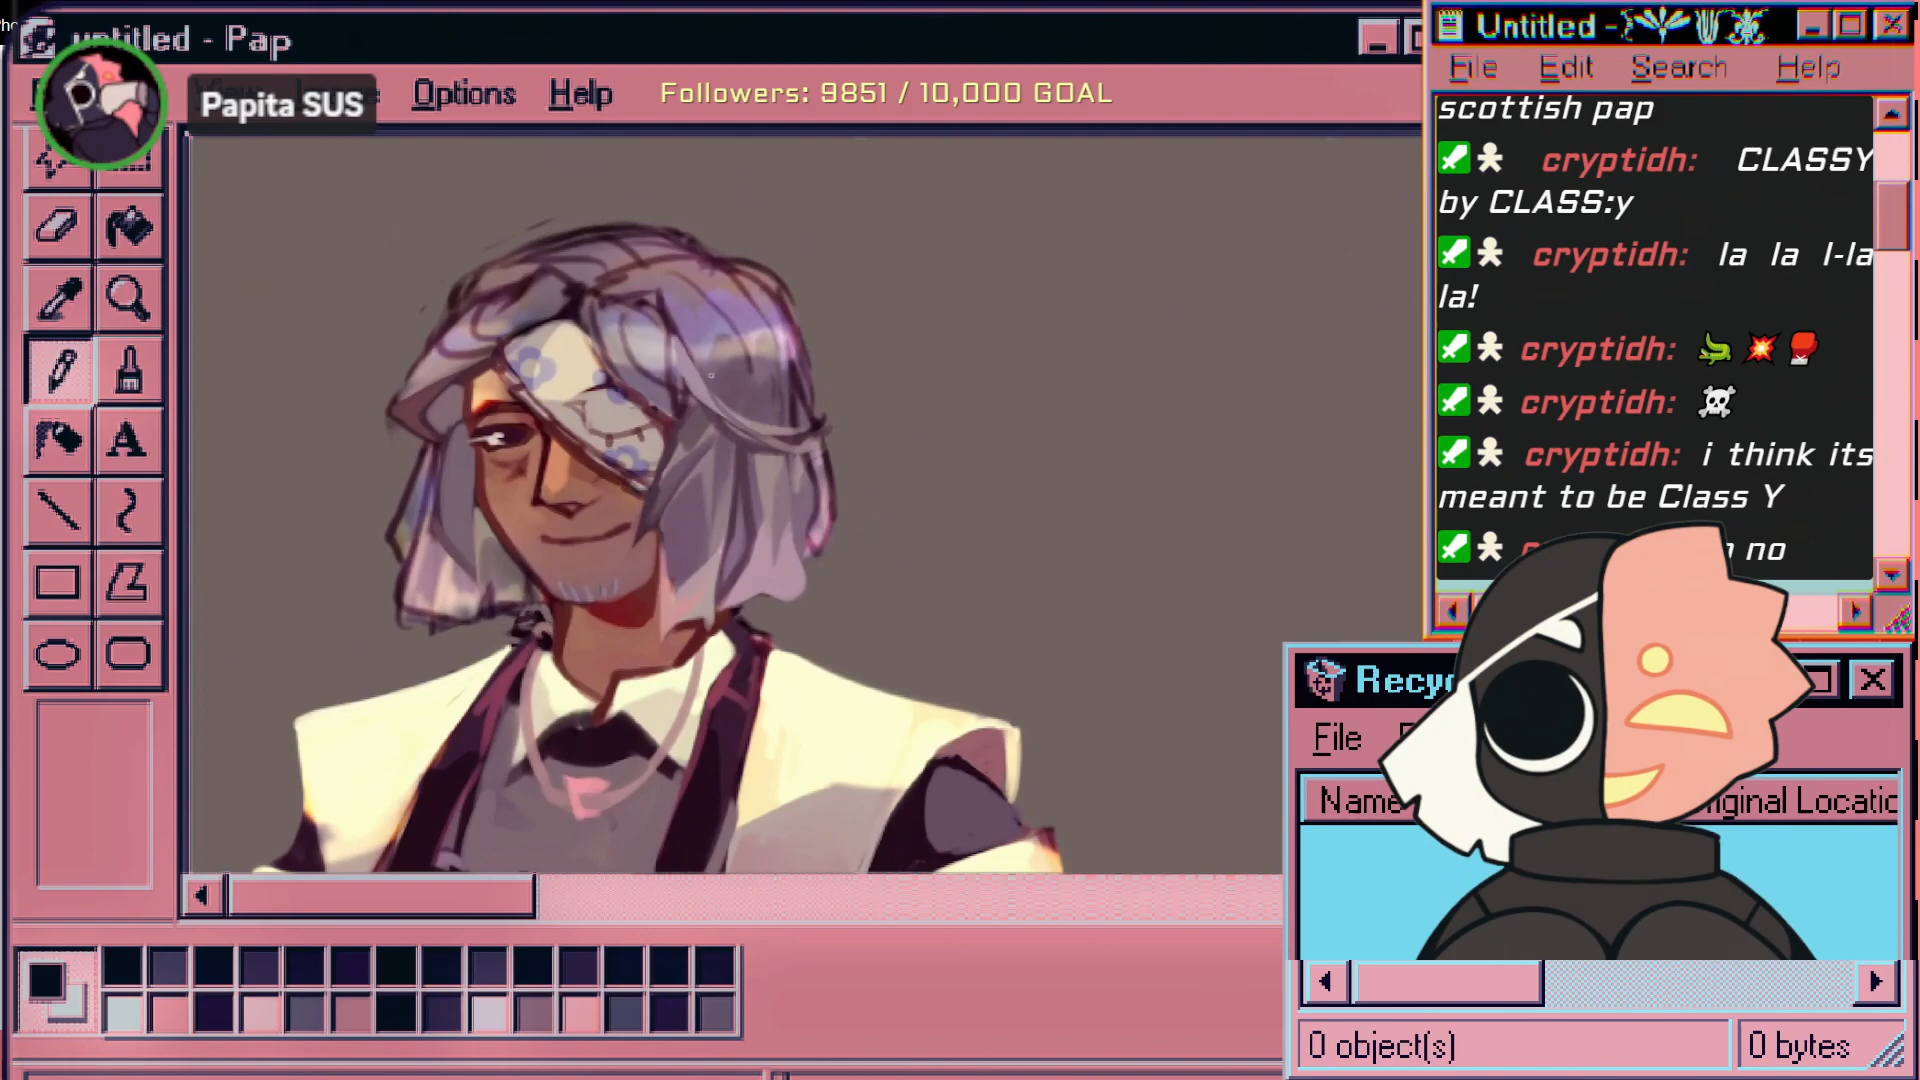 untitled - Pap
Papita SUS
Options Help
Followers: 9851 / 10,000 GOAL
Untitled -
File Edit Search Help
scottish pap
cryptidh: CLASSY
by CLASS:y
cryptidh: la la l-la
la!
cryptidh:
cryptidh:
cryptidh: i think its
meant to be Class Y
no
File
Name
A
0 object(s)
0 bytes